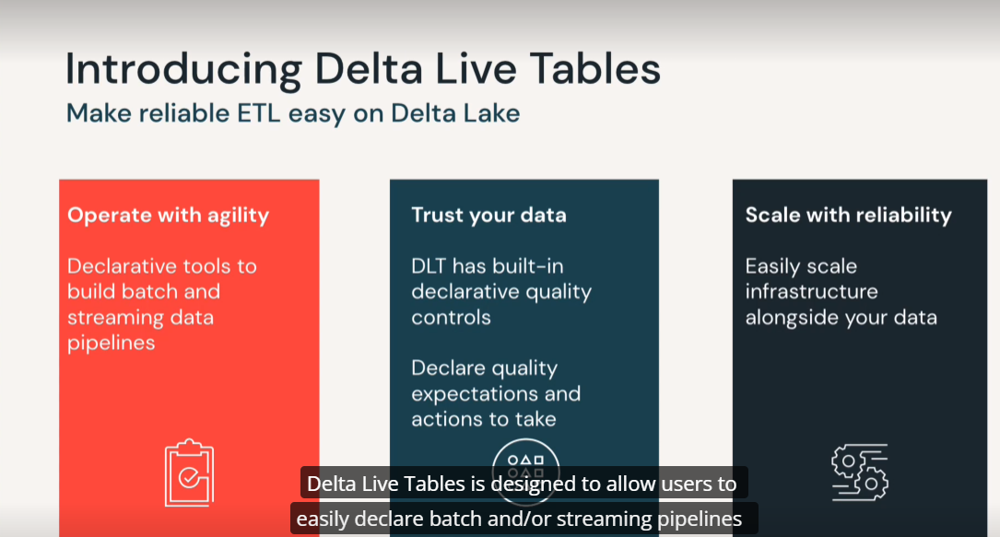 Introducing Delta Live Tables
Make reliable ETL easy on Delta Lake
Operate with agility
Declarative tools to
build batch and
streaming data
pipelines
Trust your data
DLT has built-in
declarative quality
controls
Declare quality
expectations and
actions to take
Scale with reliability
Easily scale
infrastructure
alongside your data
Delta Live Tables is designed to allow users to
easily declare batch and/or streaming pipelines